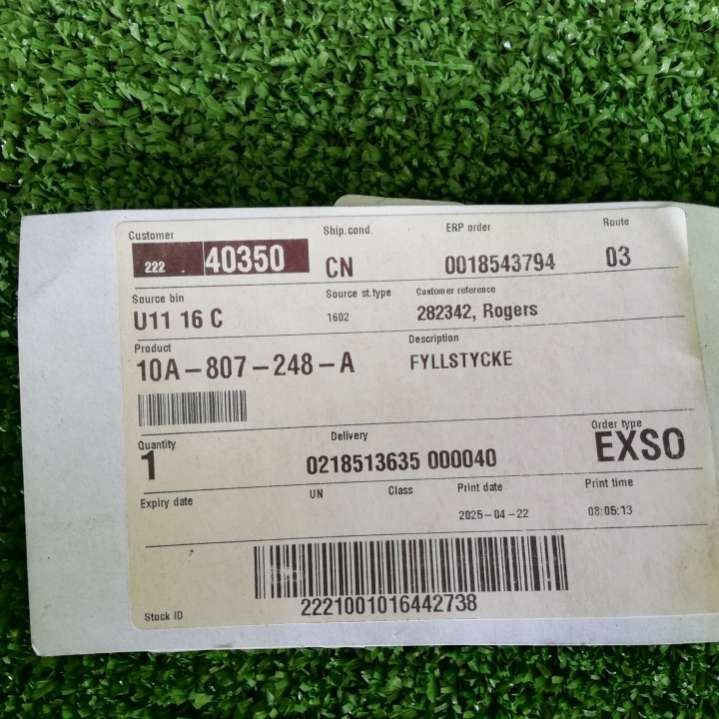 Customer Ship.cond. ERP order Route
222 . 40350 CN 0018543794 03
Source bin Source st.type Customer reference
U11 16 C 1602 282342, Rogers
Product Description
10A-807-248-A FYLLSTYCKE
Quantity Delivery Order type
1 0218513635 000040 EXSO
Expiry date UN Class Print date Print time
2025-04-22 08:05:13
2221001016442738
Stock ID